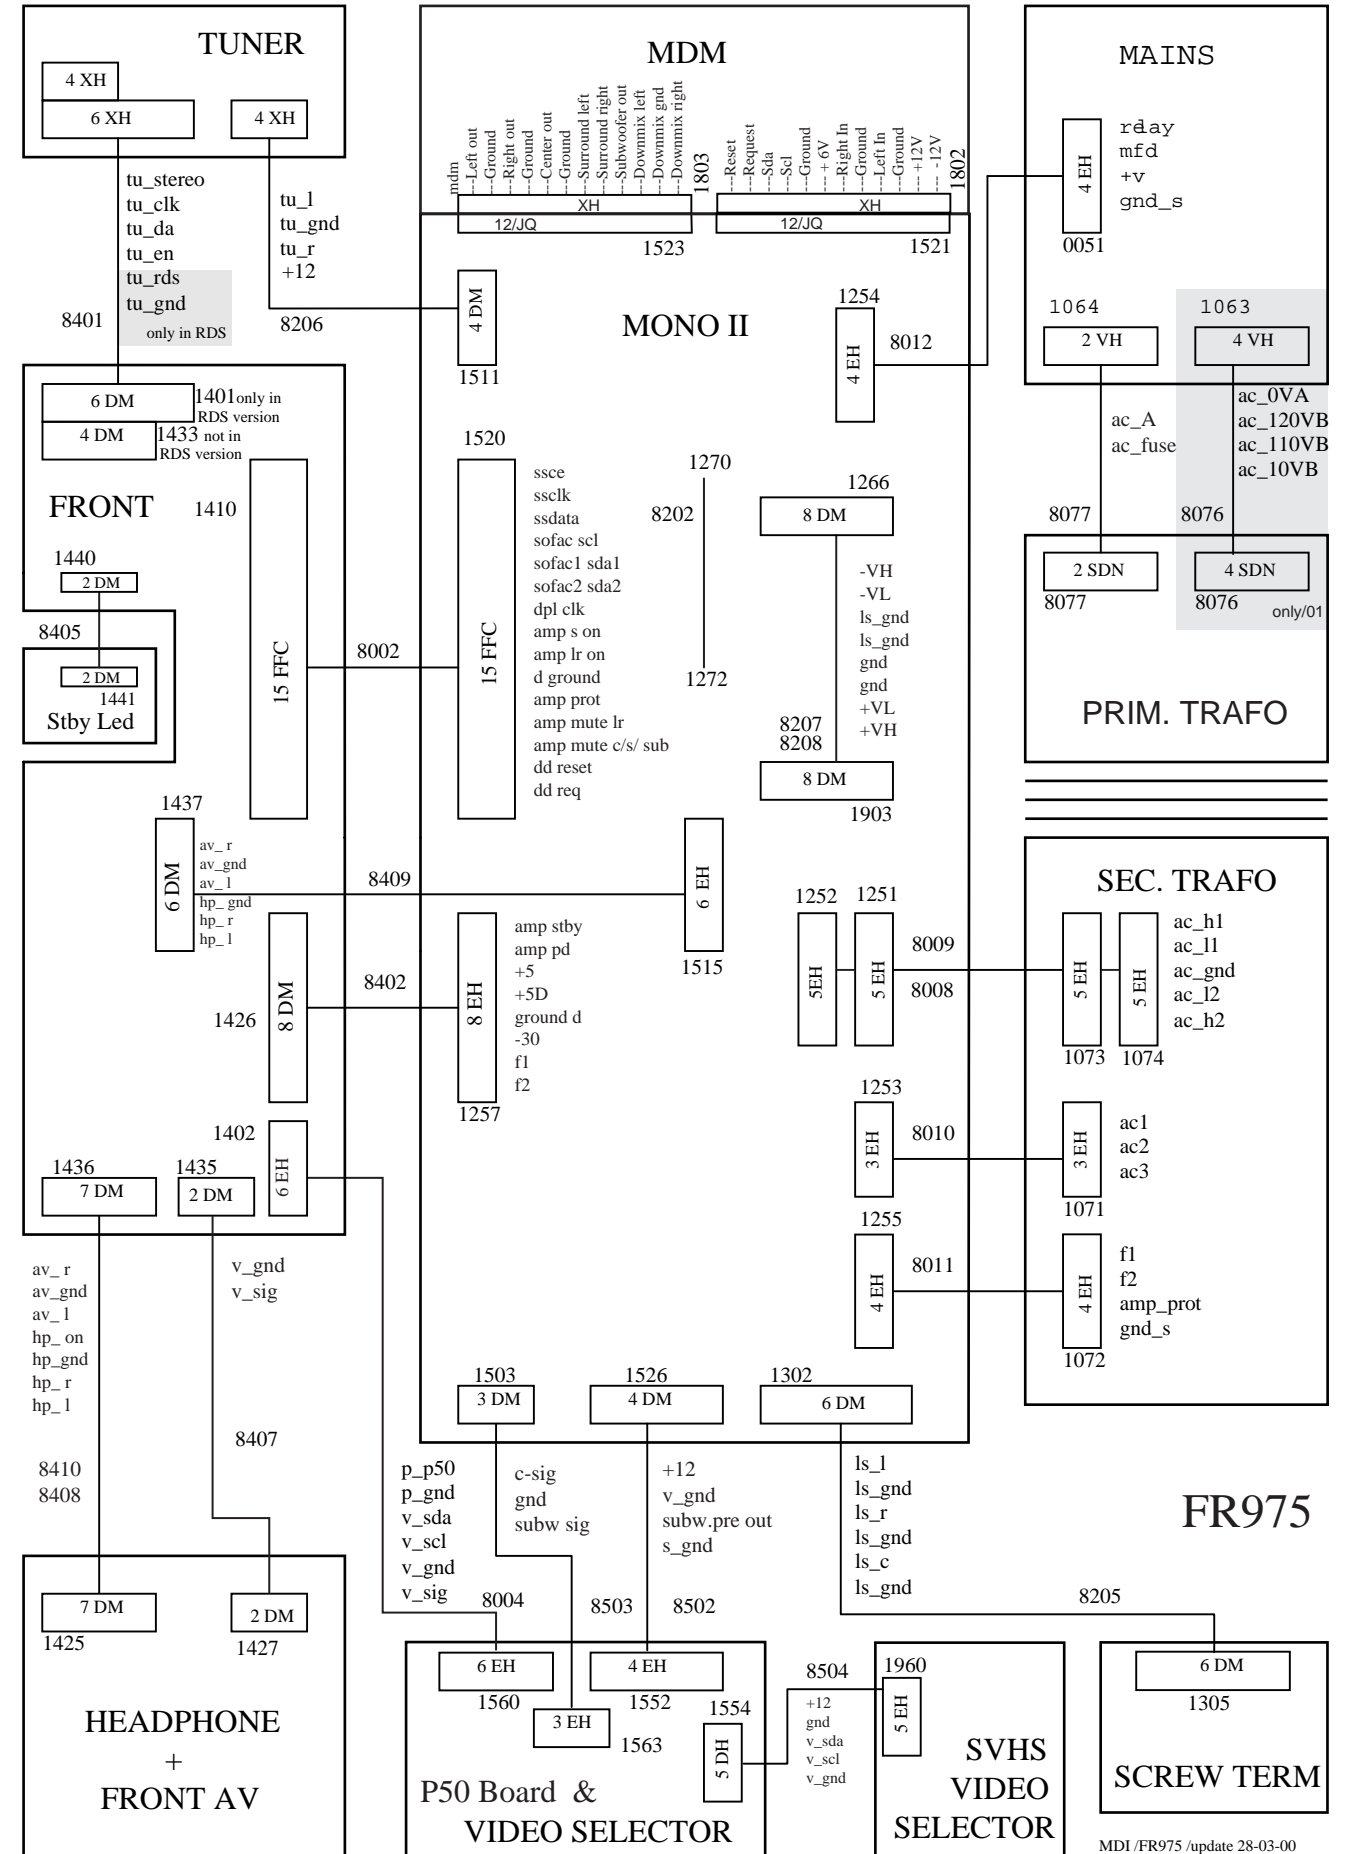 TUNER
4 XH
6 XH
4 XH
tu_stereo
tu_clk
tu_da
tu_en
tu_rds
tu_gnd
only in RDS
8401
tu_l
tu_gnd
tu_r
+12
8206
MDM
mdm
---Left out
---Ground
---Right out
---Ground
---Center out
---Ground
---Surround left
---Surround right
---Subwoofer out
---Downmix left
---Downmix gnd
---Downmix right
1803
---Reset
---Request
---Sda
---Scl
---Ground
--- + 6V
---Right In
---Ground
---Left In
---Ground
--- +12V
--- -12V
1802
XH
12/JQ
1523
XH
12/JQ
1521
MONO II
4 DM
1511
1254
4 EH
8012
MAINS
4 EH
0051
relay
mfd
+v
gnd_s
1064
2 VH
1063
4 VH
ac_A
ac_fuse
ac_0VA
ac_120VB
ac_110VB
ac_10VB
8077
8076
2 SDN
8077
4 SDN
8076
only/01
PRIM. TRAFO
6 DM
1401 only in
RDS version
4 DM
1433 not in
RDS version
FRONT
1410
15 FFC
1440
2 DM
8405
2 DM
1441
Stby Led
8002
1520
15 FFC
ssce
ssclk
ssdata
sofac scl
sofac1 sda1
sofac2 sda2
dpl clk
amp s on
amp lr on
d ground
amp prot
amp mute lr
amp mute c/s/ sub
dd reset
dd req
1270
8202
1272
1266
8 DM
-VH
-VL
ls_gnd
ls_gnd
gnd
gnd
+VL
+VH
8207
8208
8 DM
1903
1437
6 DM
av_ r
av_gnd
av_ l
hp_ gnd
hp_ r
hp_ l
8409
6 EH
1515
1426
8 DM
8402
8 EH
1257
amp stby
amp pd
+5
+5D
ground d
-30
f1
f2
1252
5EH
1251
5 EH
8009
8008
SEC. TRAFO
5 EH
1073
5 EH
1074
ac_h1
ac_l1
ac_gnd
ac_l2
ac_h2
1253
3 EH
8010
3 EH
1071
ac1
ac2
ac3
1255
4 EH
8011
4 EH
1072
f1
f2
amp_prot
gnd_s
1402
6 EH
1436
7 DM
1435
2 DM
av_ r
av_gnd
av_ l
hp_ on
hp_gnd
hp_ r
hp_ l
v_gnd
v_sig
8410
8408
8407
1503
3 DM
1526
4 DM
1302
6 DM
p_p50
p_gnd
v_sda
v_scl
v_gnd
v_sig
8004
c-sig
gnd
subw sig
8503
+12
v_gnd
subw.pre out
s_gnd
8502
ls_l
ls_gnd
ls_r
ls_gnd
ls_c
ls_gnd
8205
FR975
7 DM
1425
2 DM
1427
HEADPHONE
+
FRONT AV
6 EH
1560
4 EH
1552
3 EH
1563
1554
5 DH
P50 Board &
VIDEO SELECTOR
8504
+12
gnd
v_sda
v_scl
v_gnd
1960
5 EH
SVHS
VIDEO
SELECTOR
6 DM
1305
SCREW TERM
MDI /FR975 /update 28-03-00